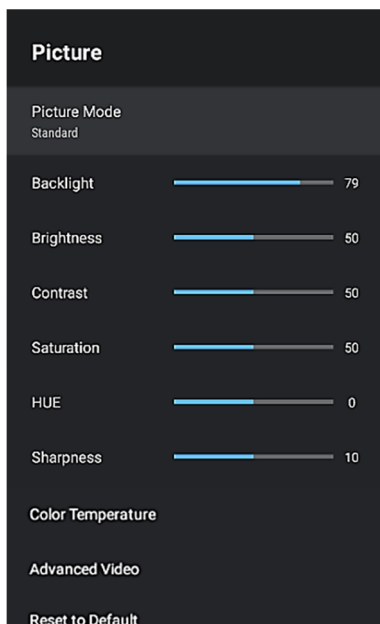 Picture
Picture Mode
Standard
Backlight 79
Brightness 50
Contrast 50
Saturation 50
HUE 0
Sharpness 10
Color Temperature
Advanced Video
Reset to Default